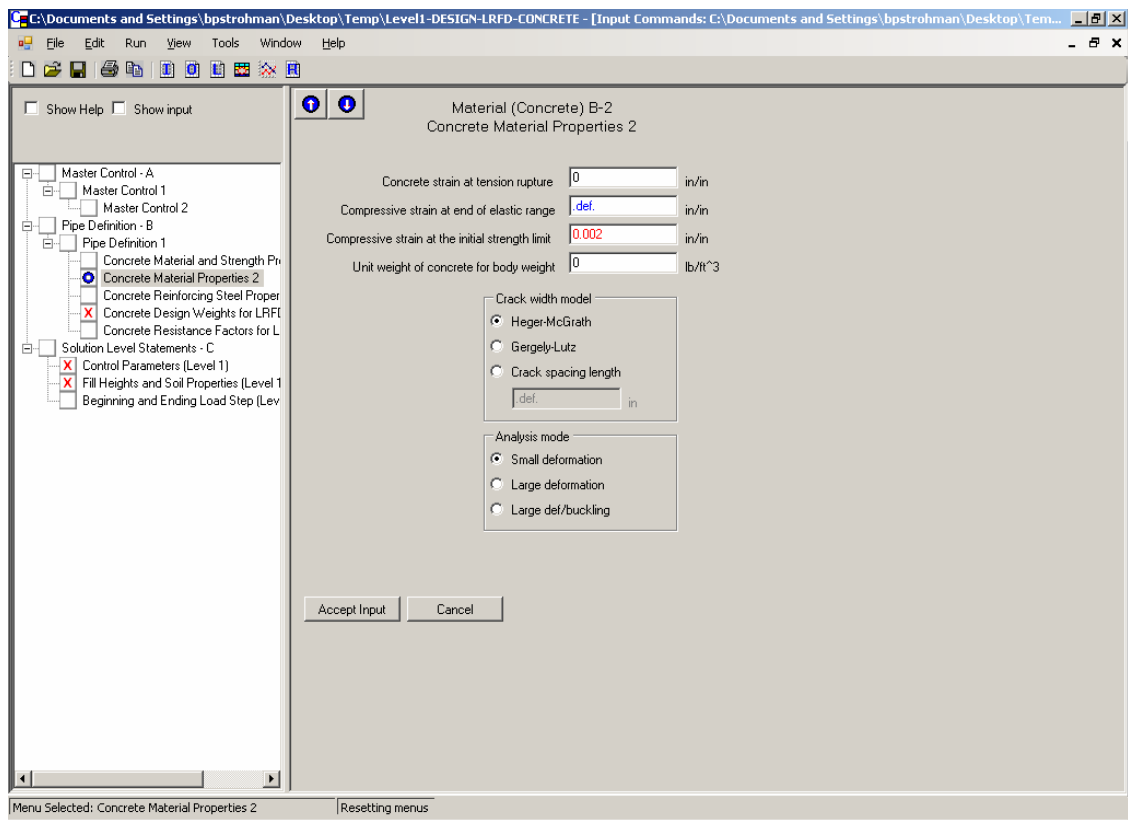 C:\Documents and Settings\bpstrohman\Desktop\Temp\Level1-DESIGN-LRFD-CONCRETE - [Input Commands: C:\Documents and Settings\bpstrohman\Desktop\Tem...
File Edit Run View Tools Window Help
Show Help Show input
Master Control - A
Master Control 1
Master Control 2
Pipe Definition - B
Pipe Definition 1
Concrete Material and Strength Pr
Concrete Material Properties 2
Concrete Reinforcing Steel Proper
X Concrete Design Weights for LRF
Concrete Resistance Factors for L
Solution Level Statements - C
X Control Parameters (Level 1)
X Fill Heights and Soil Properties (Level 1
Beginning and Ending Load Step (Lev
Material (Concrete) B-2
Concrete Material Properties 2
Concrete strain at tension rupture 0 in/in
Compressive strain at end of elastic range .def. in/in
Compressive strain at the initial strength limit 0.002 in/in
Unit weight of concrete for body weight 0 lb/ft^3
Crack width model
Heger-McGrath
Gergely-Lutz
Crack spacing length
.def. in
Analysis mode
Small deformation
Large deformation
Large def/buckling
Accept Input Cancel
Menu Selected: Concrete Material Properties 2 Resetting menus